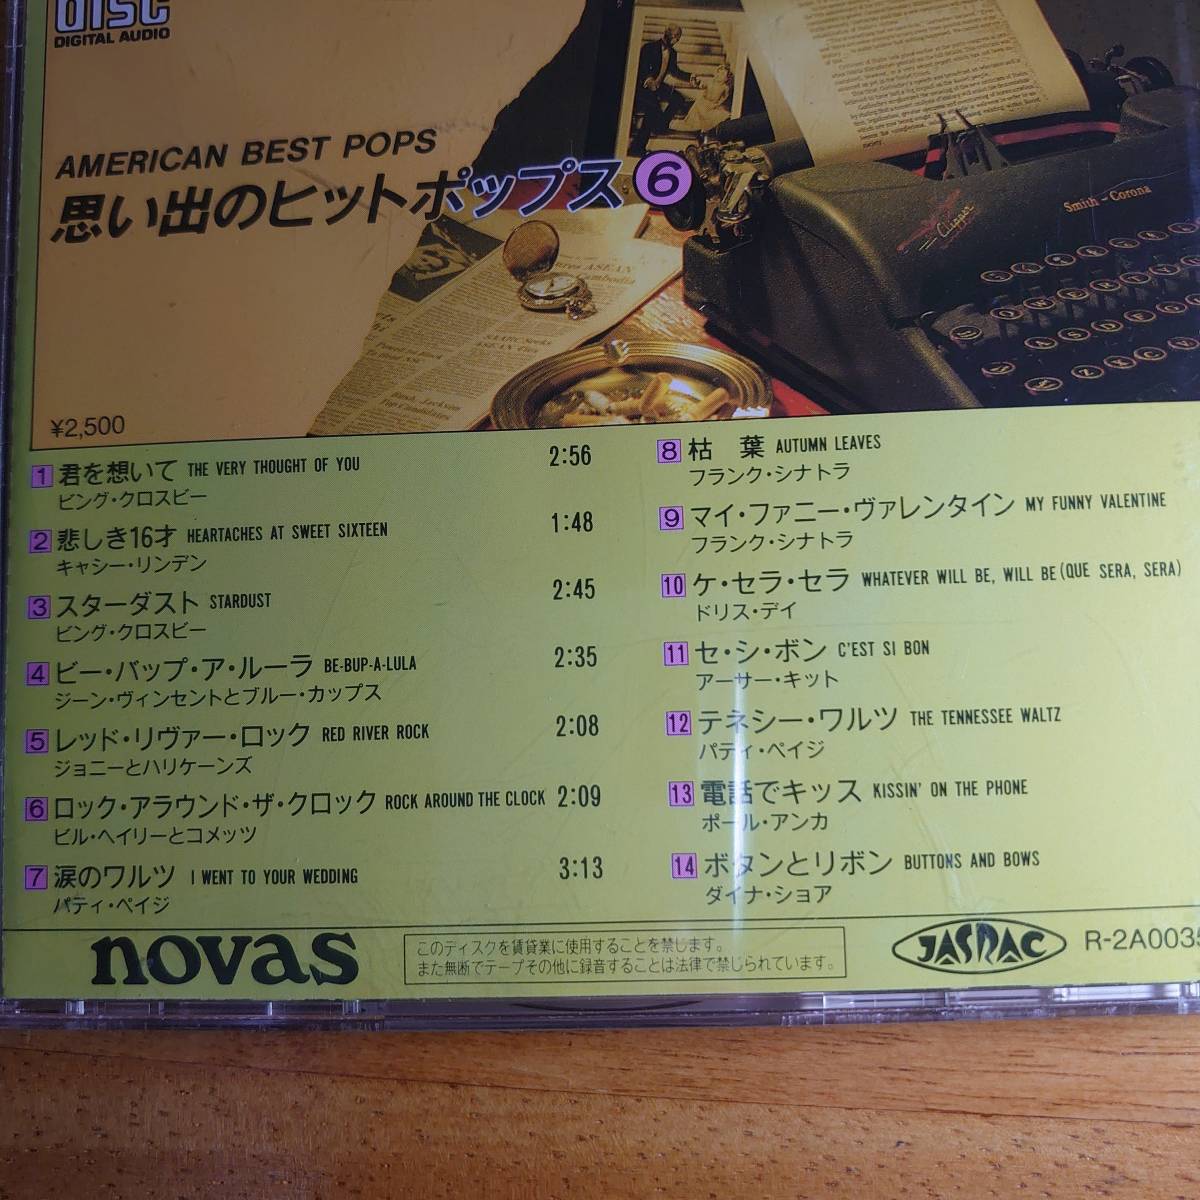 DISC
DIGITAL AUDIO
AMERICAN BEST POPS
思い出のヒットポップス⑥
¥2,500
Clipper
Smith-Corona
SAARC Seeks
ASEAN Ties
Bush, Jackson
Top Candidates
1 君を想いて THE VERY THOUGHT OF YOU 2:56
ビング・クロスビー
2 悲しき16才 HEARTACHES AT SWEET SIXTEEN 1:48
キャシー・リンデン
3 スターダスト STARDUST 2:45
ビング・クロスビー
4 ビー・バップ・ア・ルーラ BE-BUP-A-LULA 2:35
ジーン・ヴィンセントとブルー・カップス
5 レッド・リヴァー・ロック RED RIVER ROCK 2:08
ジョニーとハリケーンズ
6 ロック・アラウンド・ザ・クロック ROCK AROUND THE CLOCK 2:09
ビル・ヘイリーとコメッツ
7 涙のワルツ I WENT TO YOUR WEDDING 3:13
パティ・ペイジ
8 枯葉 AUTUMN LEAVES
フランク・シナトラ
9 マイ・ファニー・ヴァレンタイン MY FUNNY VALENTINE
フランク・シナトラ
10 ケ・セラ・セラ WHATEVER WILL BE, WILL BE(QUE SERA, SERA)
ドリス・デイ
11 セ・シ・ボン C'EST SI BON
アーサー・キット
12 テネシー・ワルツ THE TENNESSEE WALTZ
パティ・ペイジ
13 電話でキッス KISSIN' ON THE PHONE
ポール・アンカ
14 ボタンとリボン BUTTONS AND BOWS
ダイナ・ショア
novas
このディスクを賃貸業に使用することを禁じます。
また無断でテープその他に録音することは法律で禁じられています。
JASRAC
R-2A0035